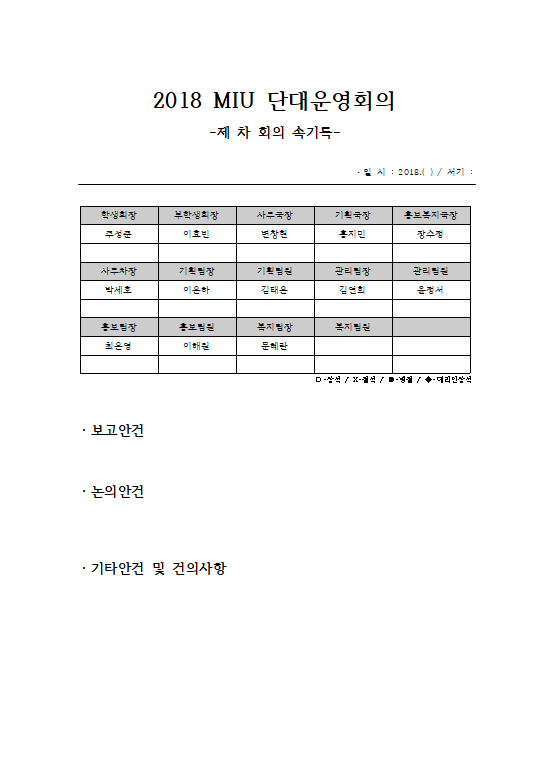 2018 MIU 단대운영회의
-제 차 회의 속기록-
· 일 시 : 2018.( ) / 서기 :
학생회장 부학생회장 사무국장 기획국장 홍보복지국장
주성준 이효빈 변창현 홍지민 장수정
사무차장 기획팀장 기획팀원 관리팀장 관리팀원
박세호 이은하 김태은 김연희 윤정서
홍보팀장 홍보팀원 복지팀장 복지팀원
최은영 이해원 문혜란
O-참석 / X-불참 / / ◆-대리인참석
· 보고안건
· 논의안건
· 기타안건 및 건의사항